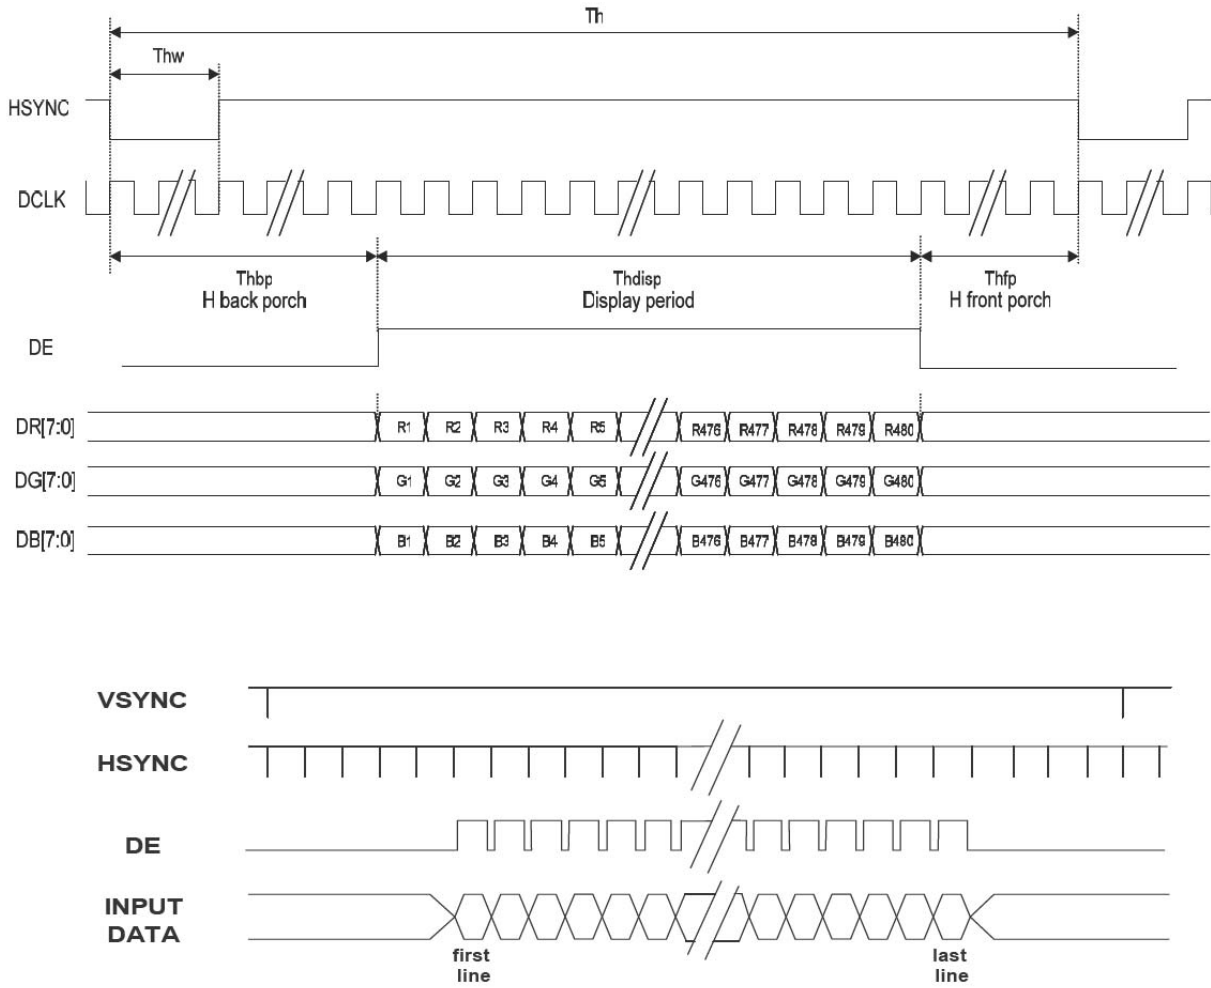 Th
Thw
HSYNC
DCLK
Thbp
H back porch
Thdisp
Display period
Thfp
H front porch
DE
DR[7:0]
R1 R2 R3 R4 R5 R476 R477 R478 R479 R480
DG[7:0]
G1 G2 G3 G4 G5 G476 G477 G478 G479 G480
DB[7:0]
B1 B2 B3 B4 B5 B476 B477 B478 B479 B480
VSYNC
HSYNC
DE
INPUT
DATA
first
line
last
line